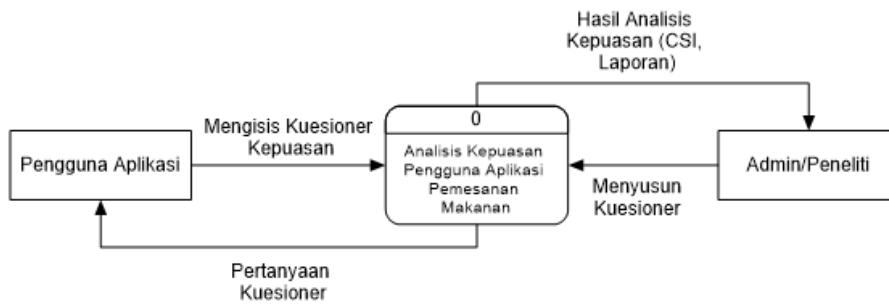 Hasil Analisis
Kepuasan (CSI,
Laporan)
0
Mengisis Kuesioner
Kepuasan
Pengguna Aplikasi
Analisis Kepuasan
Pengguna Aplikasi
Pemesanan
Makanan
Admin/Peneliti
Menyusun
Kuesioner
Pertanyaan
Kuesioner